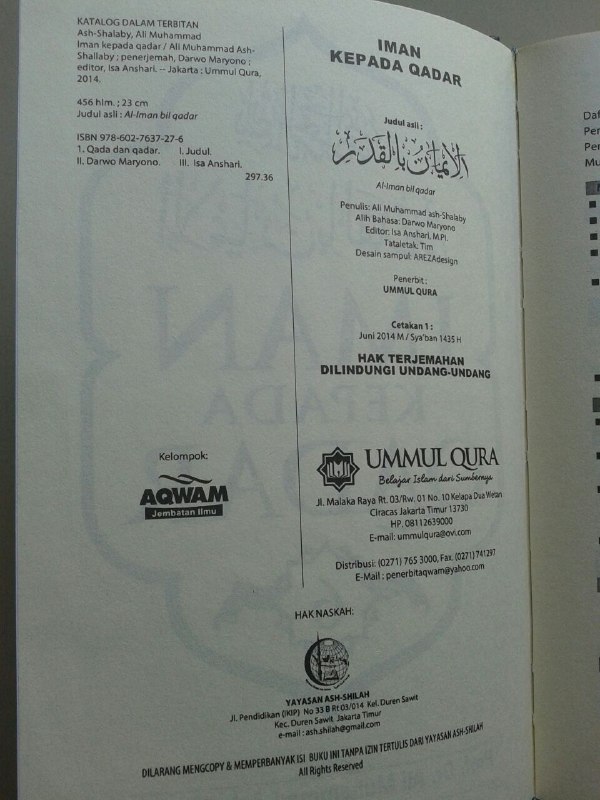 KATALOG DALAM TERBITAN
Ash-Shalaby, Ali Muhammad
Iman kepada qadar / Ali Muhammad Ash-
Shallaby ; penerjemah, Darwo Maryono ;
editor, Isa Anshari. -- Jakarta : Ummul Qura,
2014.
456 hlm. ; 23 cm
Judul asli : Al-Iman bil qadar
ISBN 978-602-7637-27-6
1. Qada dan qadar. I. Judul.
II. Darwo Maryono. III. Isa Anshari.
297.36
Kelompok:
AQWAM
Jembatan Ilmu
IMAN
KEPADA QADAR
Judul asli :
الإيمان بالقدر
Al-Iman bil qadar
Penulis: Ali Muhammad ash-Shalaby
Alih Bahasa: Darwo Maryono
Editor: Isa Anshari, M.PI.
Tataletak. Tim
Desain sampul: AREZAdesign
Penerbit :
UMMUL QURA
Cetakan 1 :
Juni 2014 M / Sya'ban 1435 H
HAK TERJEMAHAN
DILINDUNGI UNDANG-UNDANG
UMMUL QURA
Belajar Islam dari Sumbernya
Jl. Malaka Raya Rt. 03/Rw. 01 No. 10 Kelapa Dua Wetan
Ciracas Jakarta Timur 13730
HP. 08112639000
E-mail: ummulqura@ovi.com
Distribusi: (0271) 765 3000, Fax. (0271) 741297
E-Mail : penerbitaqwam@yahoo.com
HAK NASKAH:
YAYASAN ASH-SHILAH
Jl. Pendidikan (IKIP) No 33 B Rt.03/014 Kel. Duren Sawit
Kec. Duren Sawit Jakarta Timur
e-mail : ash.shilah@gmail.com
DILARANG MENGCOPY & MEMPERBANYAK ISI BUKU INI TANPA IZIN TERTULIS DARI YAYASAN ASH-SHILAH
All Rights Reserved
Daf
Per
Per
Mu